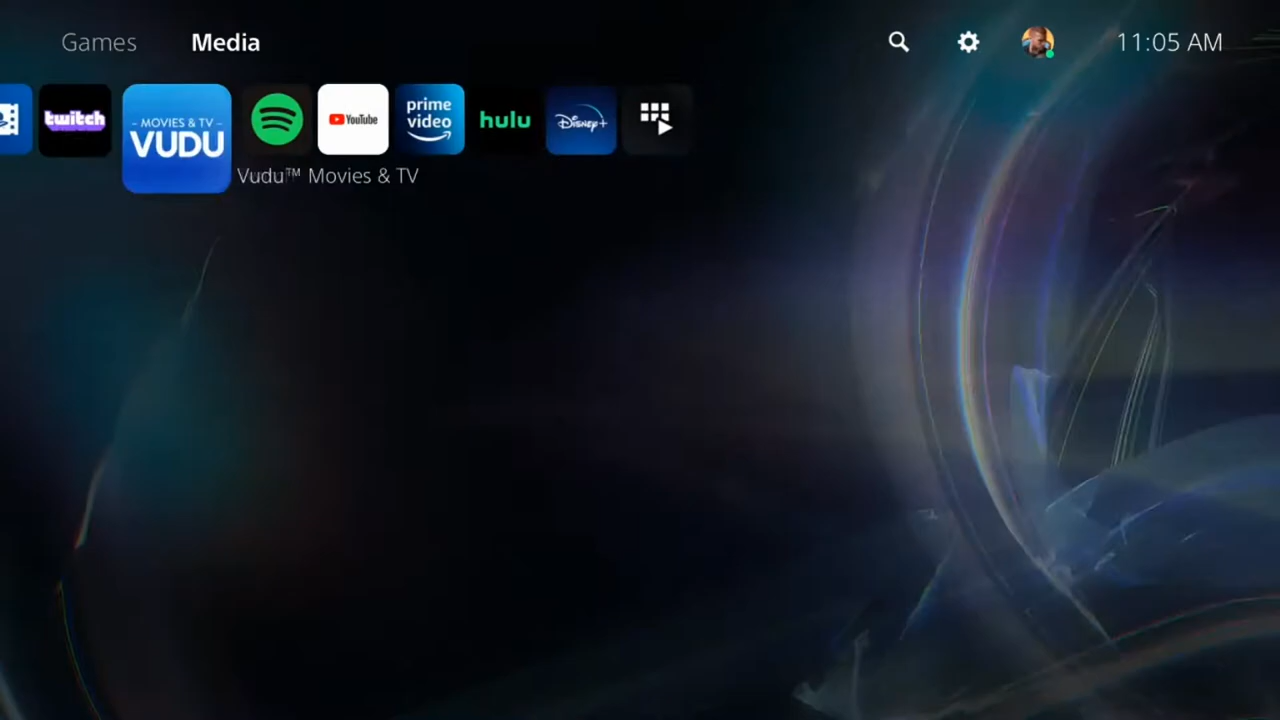 Games
Media
11:05 AM
twitch
- MOVIES & TV -
VUDU
YouTube
prime
video
hulu
Disney+
Vudu™ Movies & TV